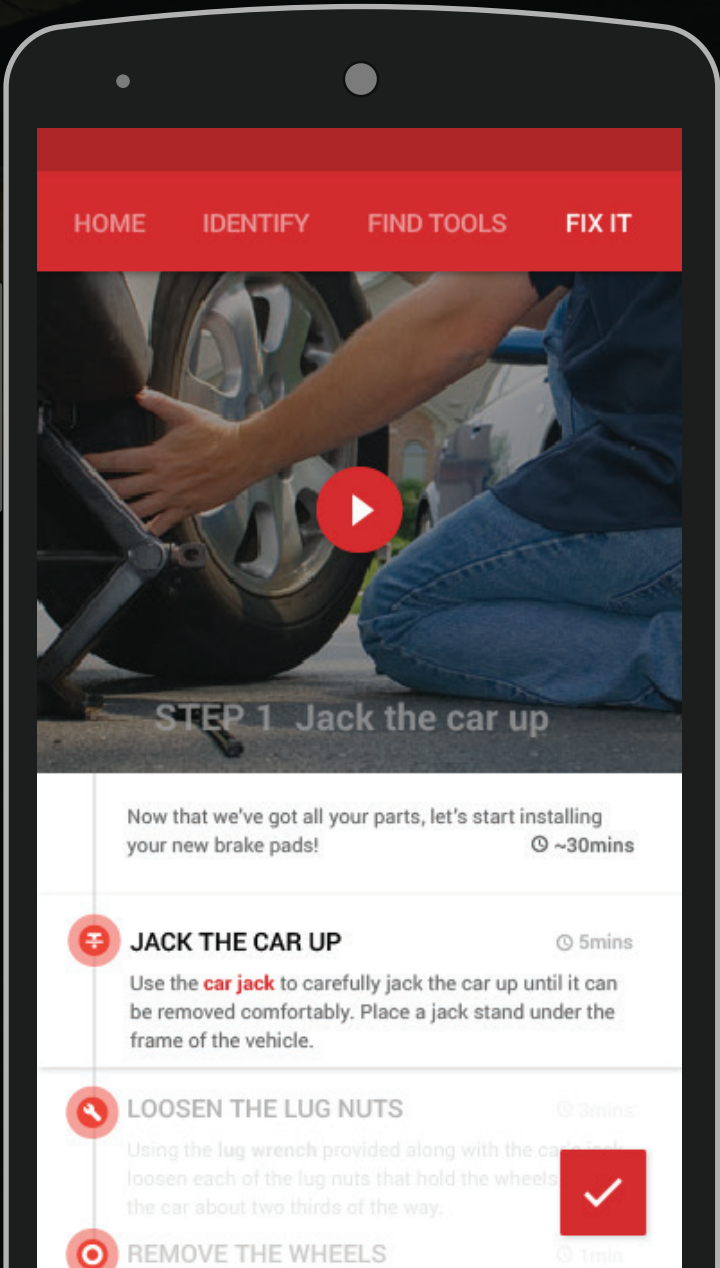 HOME IDENTIFY FIND TOOLS FIX IT
STEP 1 Jack the car up
Now that we've got all your parts, let's start installing
your new brake pads! ~30mins
JACK THE CAR UP 5mins
Use the car jack to carefully jack the car up until it can
be removed comfortably. Place a jack stand under the
frame of the vehicle.
LOOSEN THE LUG NUTS 3mins
Using the lug wrench provided along with the car's jack,
loosen each of the lug nuts that hold the wheels
the car about two thirds of the way.
REMOVE THE WHEELS 1min